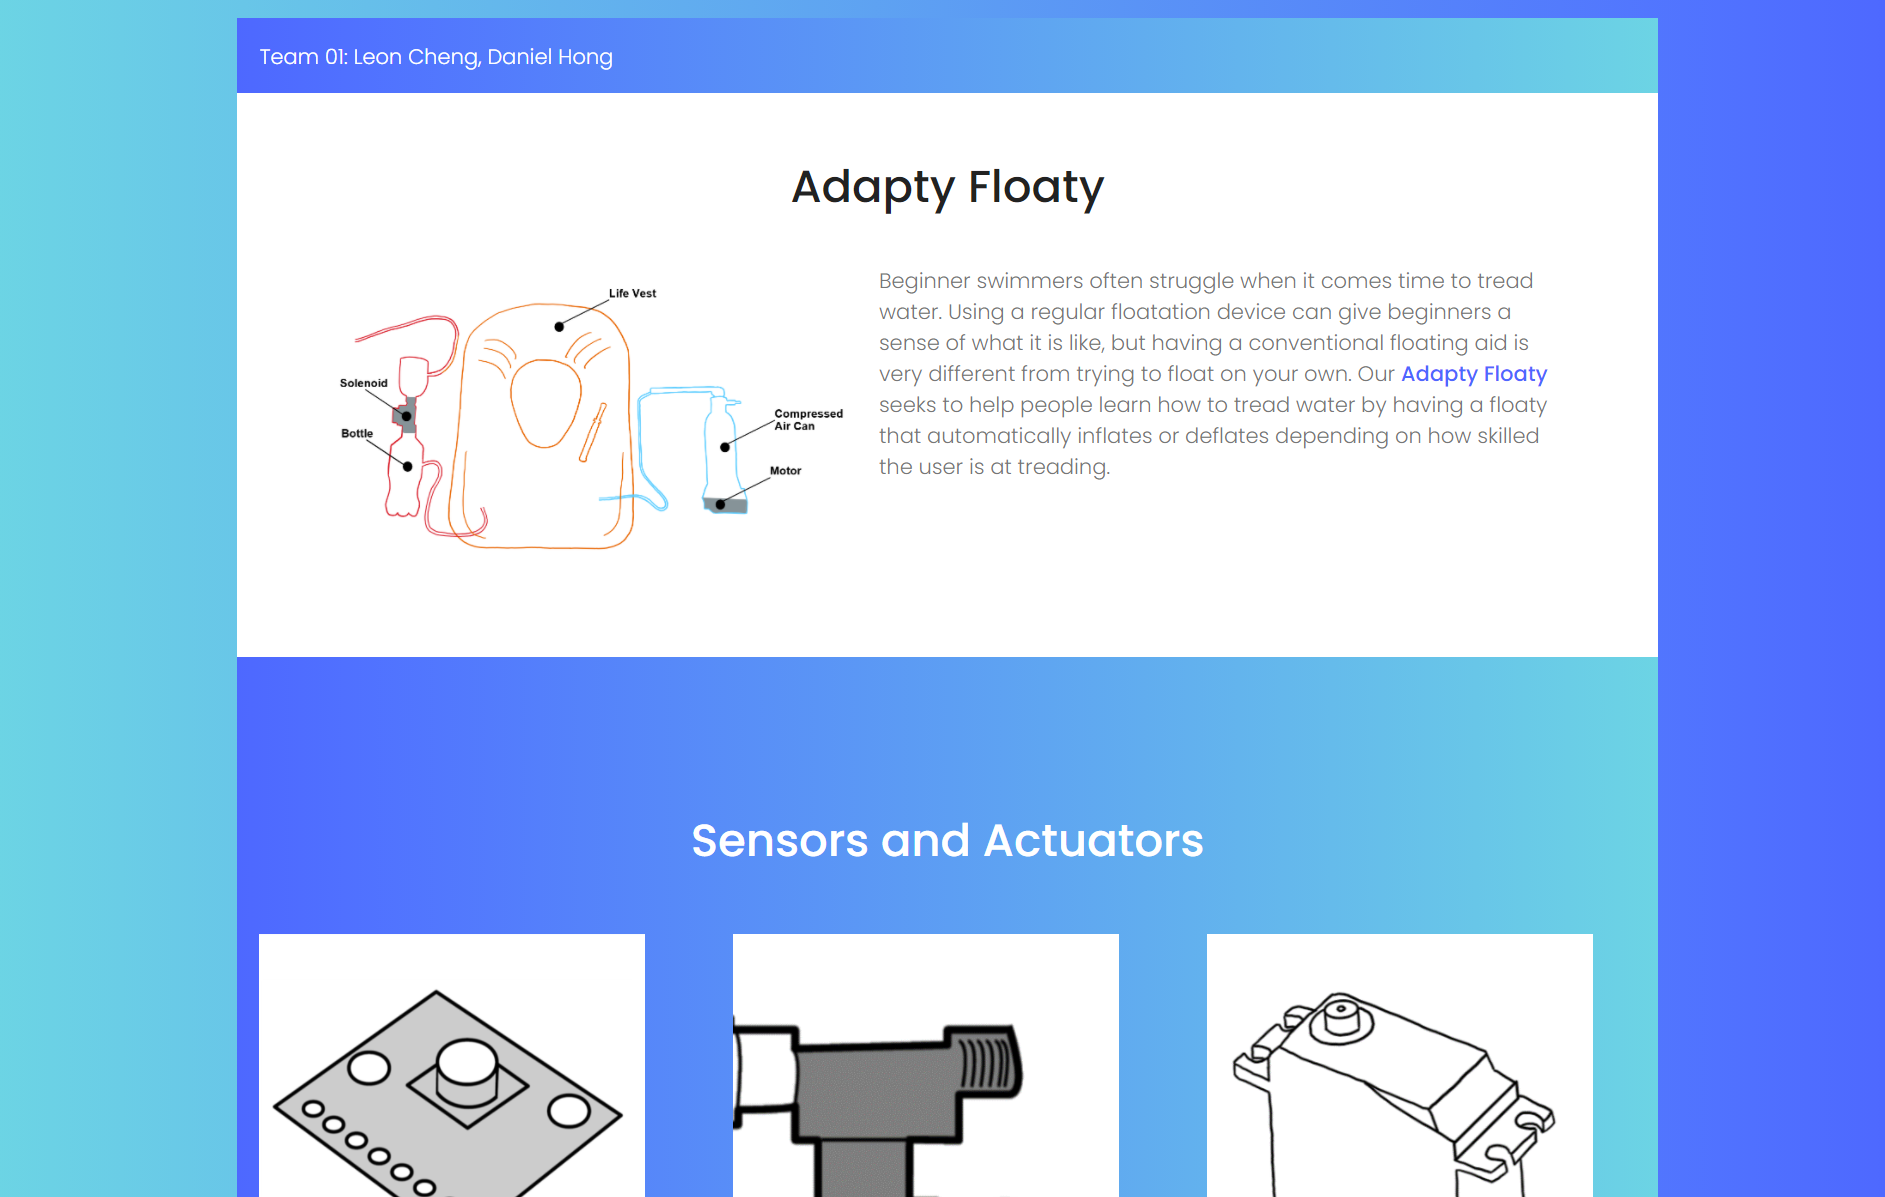 Team 01: Leon Cheng, Daniel Hong
Adapty Floaty
Life Vest
Solenoid
Bottle
Compressed
Air Can
Motor
Beginner swimmers often struggle when it comes time to tread
water. Using a regular floatation device can give beginners a
sense of what it is like, but having a conventional floating aid is
very different from trying to float on your own. Our Adapty Floaty
seeks to help people learn how to tread water by having a floaty
that automatically inflates or deflates depending on how skilled
the user is at treading.
Sensors and Actuators